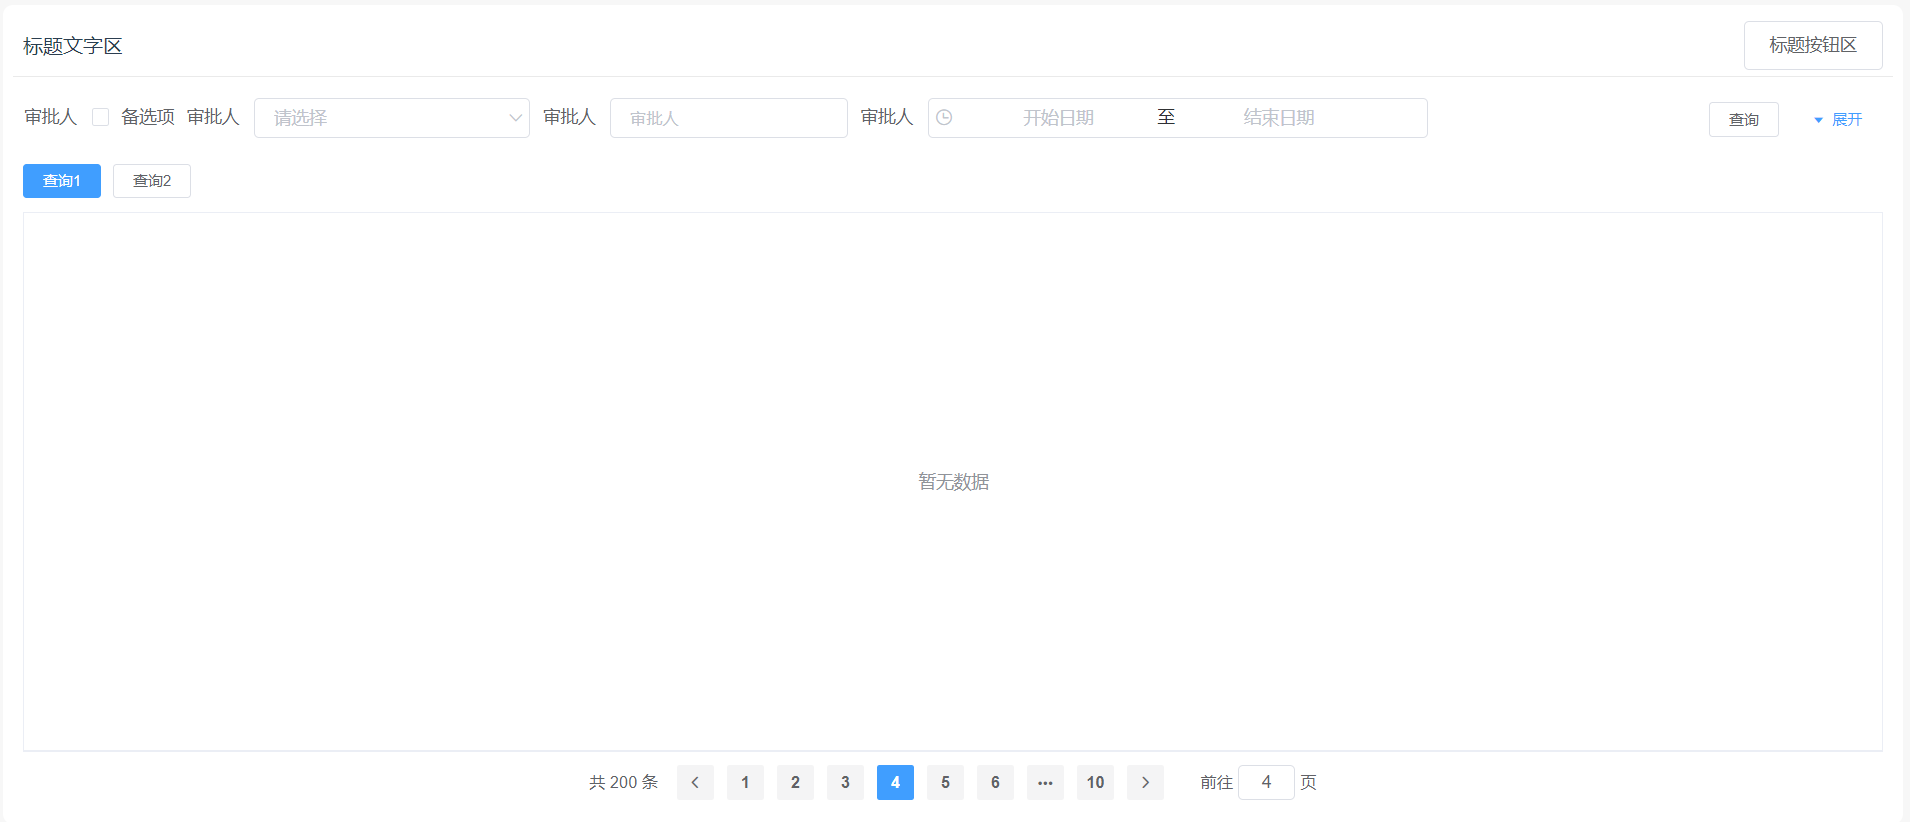 标题文字区 标题按钮区
审批人 备选项 审批人 请选择 审批人 审批人 审批人 开始日期 至 结束日期 查询 展开
查询1 查询2
暂无数据
共 200 条 1 2 3 4 5 6 ••• 10 前往 4 页